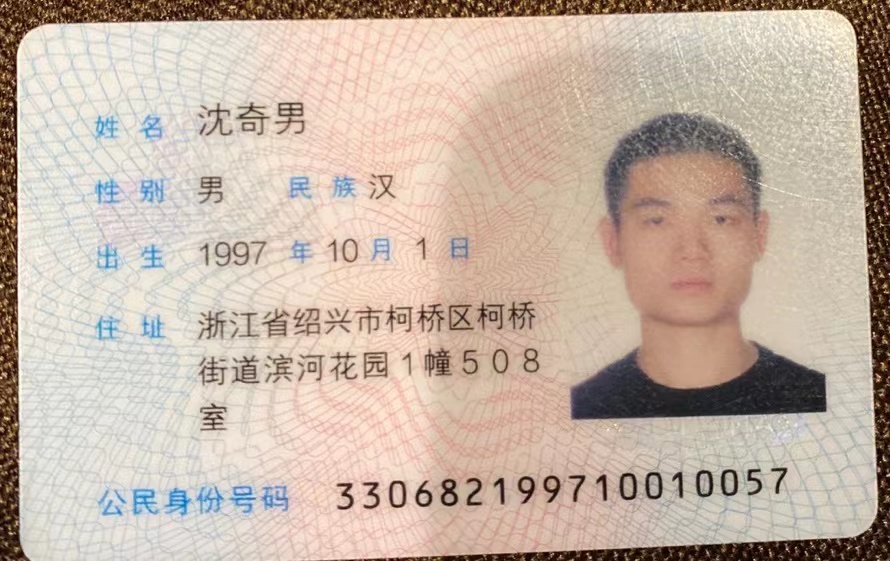 姓名 沈奇男
性别 男 民族 汉
出生 1997 年 10 月 1 日
住址 浙江省绍兴市柯桥区柯桥
街道滨河花园1幢508
室
公民身份号码 330682199710010057